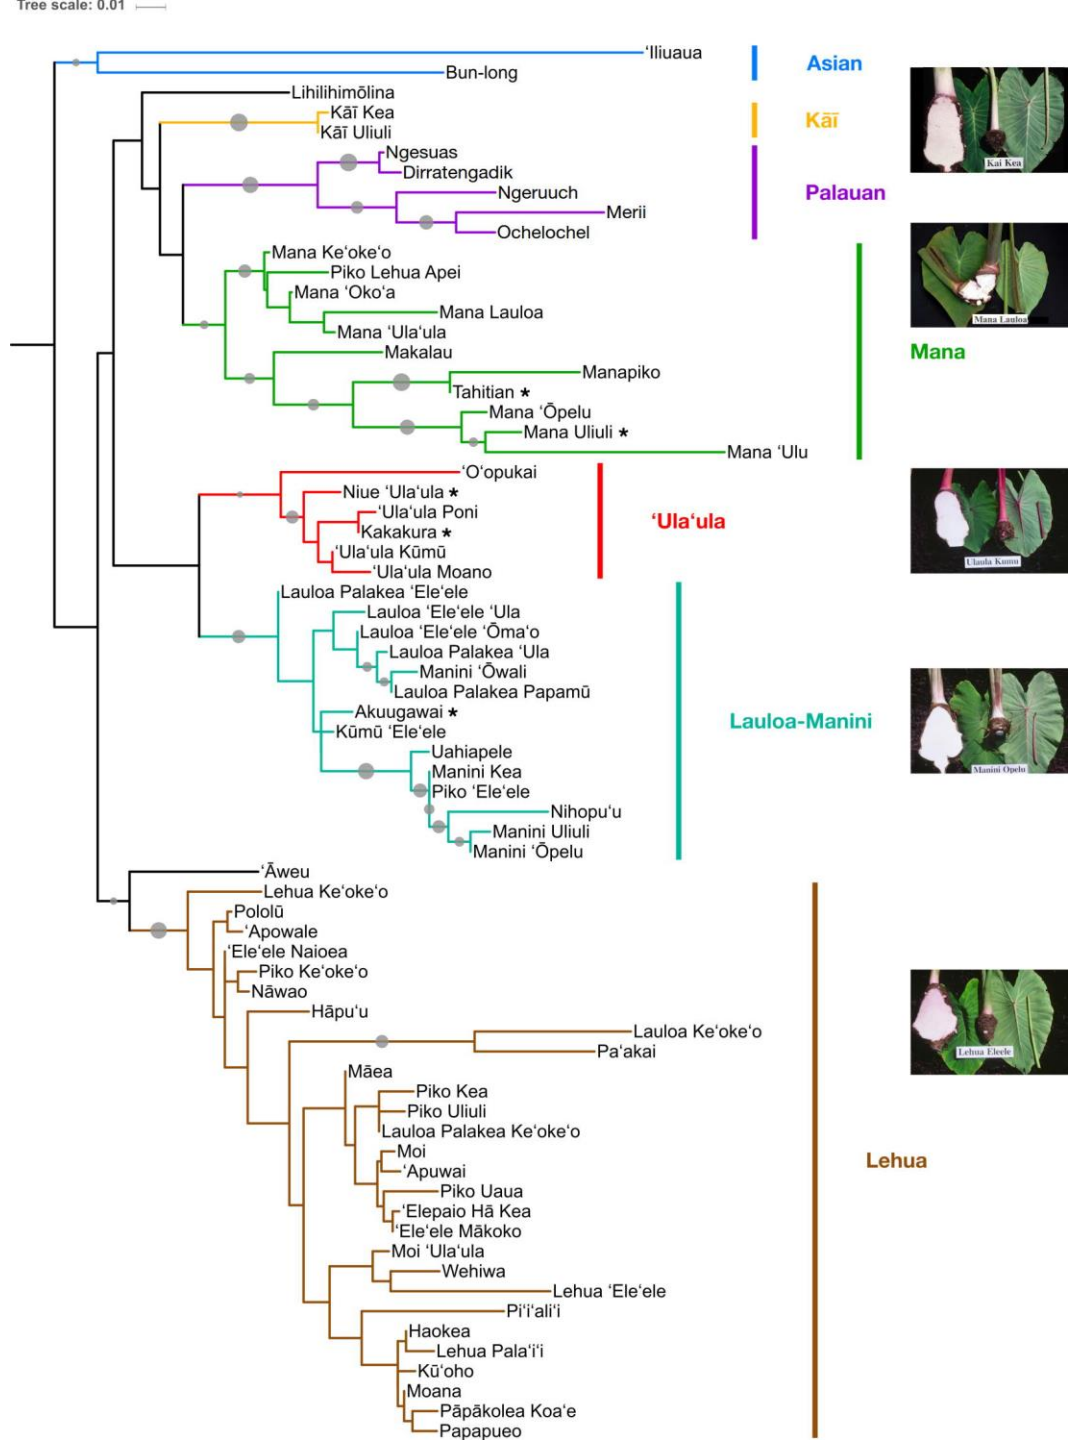 Tree scale: 0.01
ʻIliuaua
Bun-long
Asian
Lihilihimōlina
Kāī Kea
Kāī Uliuli
Kāī
Kai Kea
Ngesuas
Dirratengadik
Ngeruuch
Merii
Ochelochel
Palauan
Mana Keʻokeʻo
Piko Lehua Apei
Mana ʻOkoʻa
Mana Lauloa
Mana ʻUlaʻula
Makalau
Manapiko
Tahitian *
Mana ʻŌpelu
Mana Uliuli *
Mana ʻUlu
Mana Lauloa
Mana
ʻOʻopukai
Niue ʻUlaʻula *
ʻUlaʻula Poni
Kakakura *
ʻUlaʻula Kūmū
ʻUlaʻula Moano
ʻUlaʻula
Ulaula Kumu
Lauloa Palakea ʻEleʻele
Lauloa ʻEleʻele ʻUla
Lauloa ʻEleʻele ʻŌmaʻo
Lauloa Palakea ʻUla
Manini ʻŌwali
Lauloa Palakea Papamū
Akuugawai *
Kūmū ʻEleʻele
Uahiapele
Manini Kea
Piko ʻEleʻele
Nihopuʻu
Manini Uliuli
Manini ʻŌpelu
Lauloa-Manini
Manini Opelu
ʻĀweu
Lehua Keʻokeʻo
Pololū
ʻApowale
ʻEleʻele Naioea
Piko Keʻokeʻo
Nāwao
Hāpuʻu
Lauloa Keʻokeʻo
Paʻakai
Māea
Piko Kea
Piko Uliuli
Lauloa Palakea Keʻokeʻo
Moi
ʻApuwai
Piko Uaua
ʻElepaio Hā Kea
ʻEleʻele Mākoko
Moi ʻUlaʻula
Wehiwa
Lehua ʻEleʻele
Piʻiʻaliʻi
Haokea
Lehua Palaʻiʻi
Kūʻoho
Moana
Pāpākolea Koaʻe
Papapueo
Lehua
Lehua Eleele